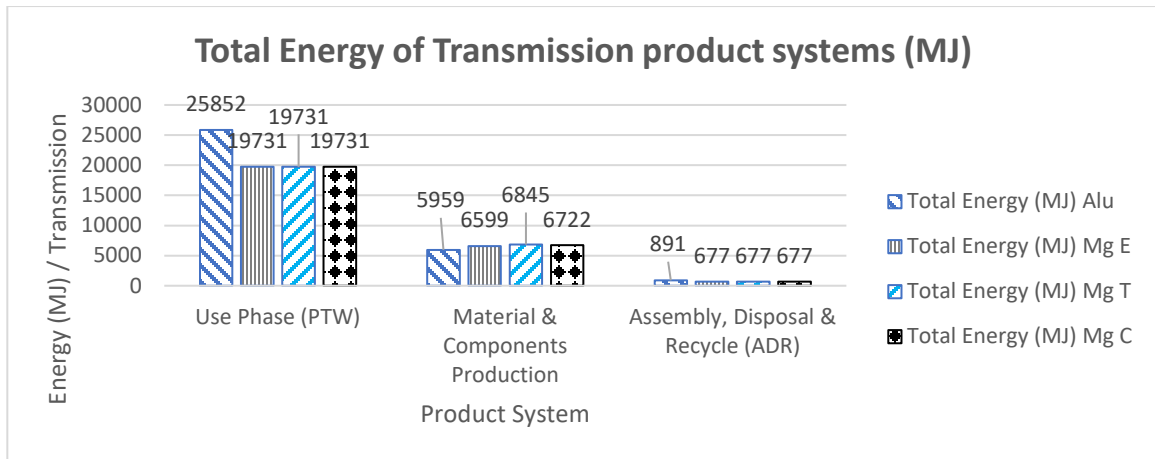 Total Energy of Transmission product systems (MJ)
Energy (MJ) / Transmission
30000
25000
20000
15000
10000
5000
0
25852
19731
19731
19731
5959
6599
6845
6722
891
677
677
677
Use Phase (PTW)
Material &
Components
Production
Assembly, Disposal &
Recycle (ADR)
Product System
Total Energy (MJ) Alu
Total Energy (MJ) Mg E
Total Energy (MJ) Mg T
Total Energy (MJ) Mg C